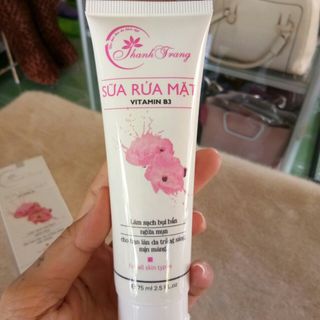 Thanh Trang
SỮA RỬA MẶT
VITAMIN B3
Làm sạch bụi bẩn
ngừa mụn
cho bạn làn da trắng sáng
mịn màng
for all skin types
75 ml 2.5 fl.oz